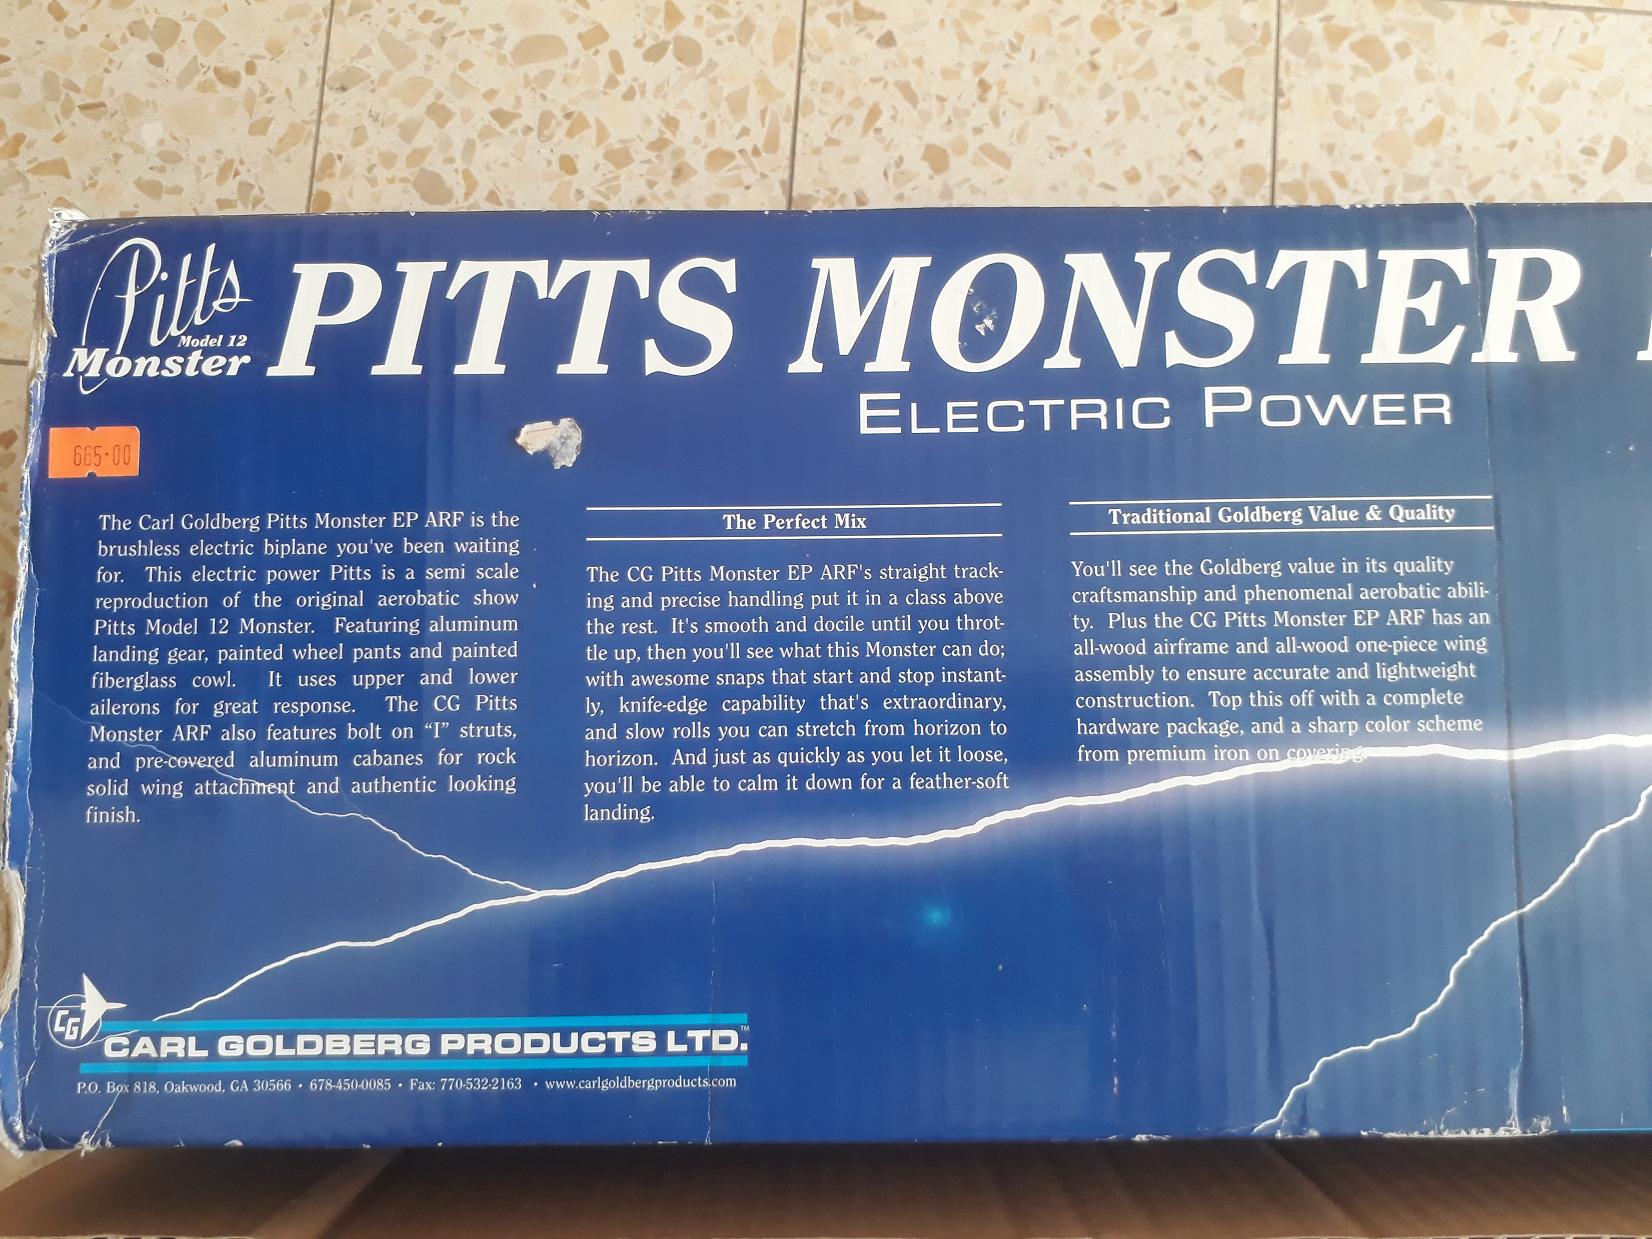 Pitts
Model 12
Monster
PITTS MONSTER
ELECTRIC POWER
665.00
The Carl Goldberg Pitts Monster EP ARF is the
brushless electric biplane you've been waiting
for. This electric power Pitts is a semi scale
reproduction of the original aerobatic show
Pitts Model 12 Monster. Featuring aluminum
landing gear, painted wheel pants and painted
fiberglass cowl. It uses upper and lower
ailerons for great response. The CG Pitts
Monster ARF also features bolt on “I” struts,
and pre-covered aluminum cabanes for rock
solid wing attachment and authentic looking
finish.
The Perfect Mix
The CG Pitts Monster EP ARF's straight track-
ing and precise handling put it in a class above
the rest. It's smooth and docile until you throt-
tle up, then you'll see what this Monster can do;
with awesome snaps that start and stop instant-
ly, knife-edge capability that's extraordinary,
and slow rolls you can stretch from horizon to
horizon. And just as quickly as you let it loose,
you'll be able to calm it down for a feather-soft
landing.
Traditional Goldberg Value & Quality
You'll see the Goldberg value in its quality
craftsmanship and phenomenal aerobatic abili-
ty. Plus the CG Pitts Monster EP ARF has an
all-wood airframe and all-wood one-piece wing
assembly to ensure accurate and lightweight
construction. Top this off with a complete
hardware package, and a sharp color scheme
from premium iron on covering.
CG
CARL GOLDBERG PRODUCTS LTD.™
P.O. Box 818, Oakwood, GA 30566 • 678-450-0085 • Fax: 770-532-2163 • www.carlgoldbergproducts.com